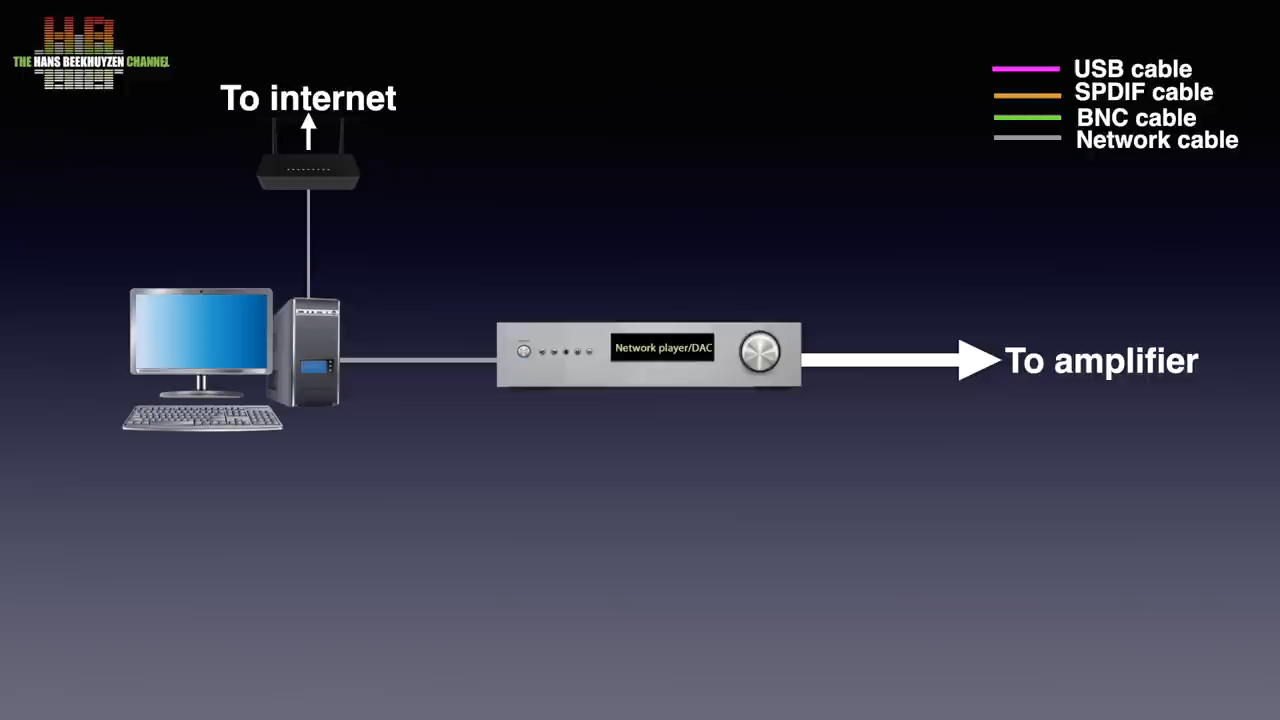 THE HANS BEEKHUYZEN CHANNEL
To internet
USB cable
SPDIF cable
BNC cable
Network cable
Network player/DAC
To amplifier